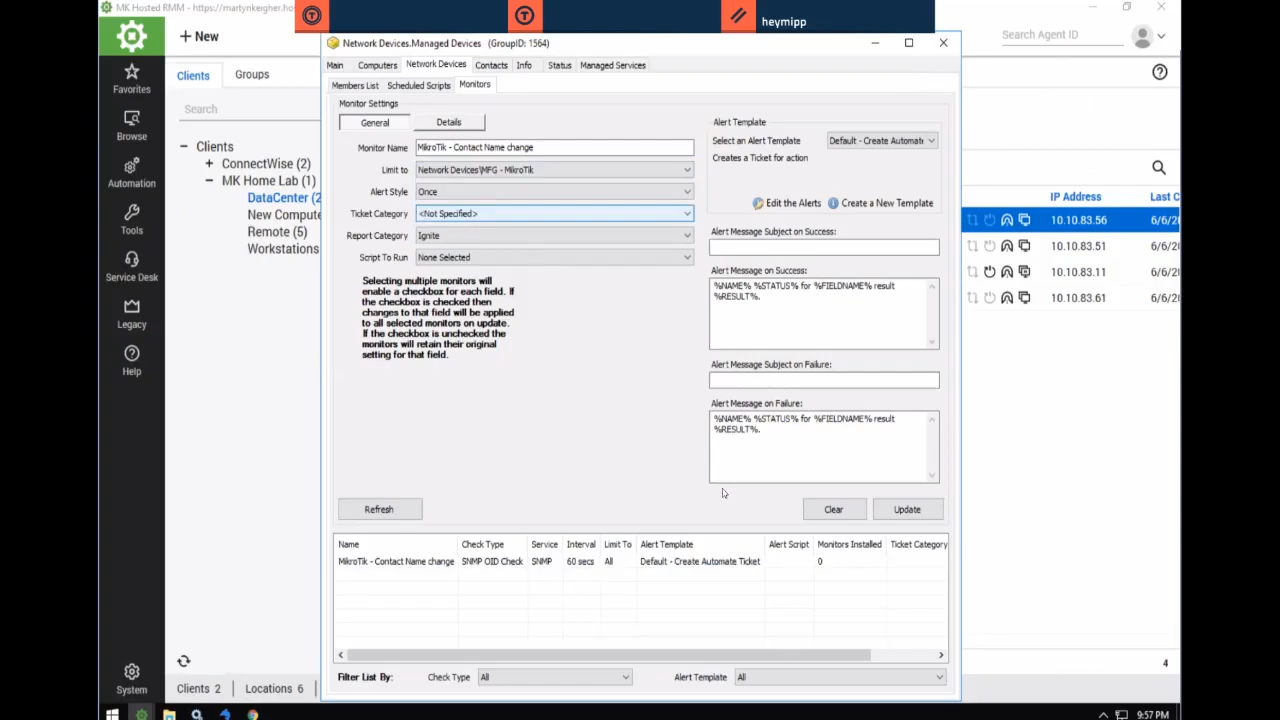 MK Hosted RMM - https://martynkeigher.ho
heymipp
+ New
Search Agent ID
Network Devices.Managed Devices (GroupID: 1564)
Main
Computers
Network Devices
Contacts
Info
Status
Managed Services
Members List
Scheduled Scripts
Monitors
Favorites
Browse
Automation
Tools
Service Desk
Legacy
Help
System
Clients
Groups
Search
Clients
ConnectWise (2)
MK Home Lab (1)
DataCenter (2
New Compute
Remote (5)
Workstations
Clients 2
Locations 6
Monitor Settings
General
Details
Monitor Name
MikroTik - Contact Name change
Limit to
Network Devices\MFG - MikroTik
Alert Style
Once
Ticket Category
<Not Specified>
Report Category
Ignite
Script To Run
None Selected
Selecting multiple monitors will
enable a checkbox for each field. If
the checkbox is checked then
changes to that field will be applied
to all selected monitors on update.
If the checkbox is unchecked the
monitors will retain their original
setting for that field.
Alert Template
Select an Alert Template
Default - Create Automate
Creates a Ticket for action
Edit the Alerts
Create a New Template
Alert Message Subject on Success:
Alert Message on Success:
%NAME% %STATUS% for %FIELDNAME% result
%RESULT%.
Alert Message Subject on Failure:
Alert Message on Failure:
%NAME% %STATUS% for %FIELDNAME% result
%RESULT%.
Refresh
Clear
Update
Name Check Type Service Interval Limit To Alert Template Alert Script Monitors Installed Ticket Category
MikroTik - Contact Name change SNMP OID Check SNMP 60 secs All Default - Create Automate Ticket 0
Filter List By:
Check Type
All
Alert Template
All
IP Address Last C
10.10.83.56 6/6/2
10.10.83.51 6/6/2
10.10.83.11 6/6/2
10.10.83.61 6/6/2
4
9:57 PM